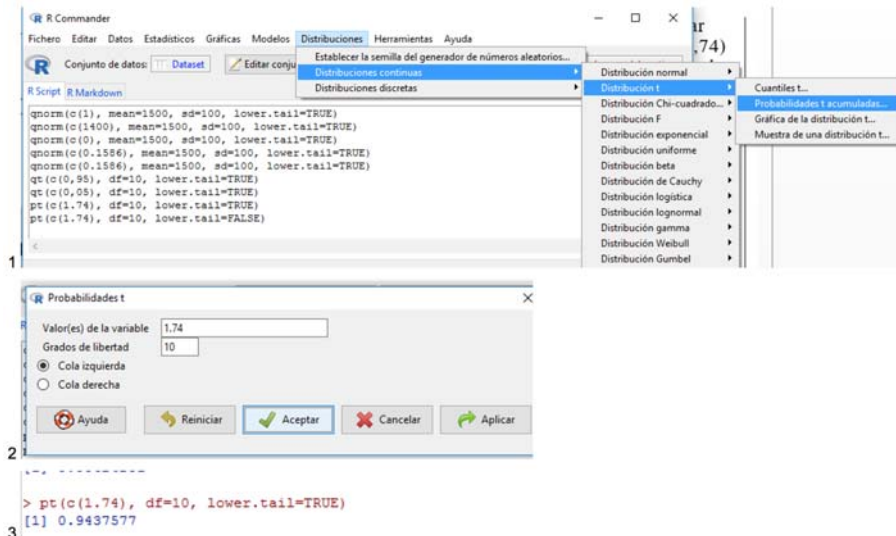 R Commander
ar
Fichero Editar Datos Estadísticos Gráficas Modelos Distribuciones Herramientas Ayuda
,74)
Conjunto de datos: Dataset Editar conju
Establecer la semilla del generador de números aleatorios...
Distribuciones continuas
Distribuciones discretas
Distribución normal
Distribución t
Distribución Chi-cuadrado...
Distribución F
Distribución exponencial
Distribución uniforme
Distribución beta
Distribución de Cauchy
Distribución logística
Distribución lognormal
Distribución gamma
Distribución Weibull
Distribución Gumbel
Cuantiles t...
Probabilidades t acumuladas...
Gráfica de la distribución t...
Muestra de una distribución t...
R Script R Markdown
qnorm(c(1), mean=1500, sd=100, lower.tail=TRUE)
qnorm(c(1400), mean=1500, sd=100, lower.tail=TRUE)
qnorm(c(0), mean=1500, sd=100, lower.tail=TRUE)
qnorm(c(0.1586), mean=1500, sd=100, lower.tail=TRUE)
qnorm(c(0.1586), mean=1500, sd=100, lower.tail=TRUE)
qt(c(0,95), df=10, lower.tail=TRUE)
qt(c(0,05), df=10, lower.tail=TRUE)
pt(c(1.74), df=10, lower.tail=TRUE)
pt(c(1.74), df=10, lower.tail=FALSE)
1
Probabilidades t
Valor(es) de la variable 1.74
Grados de libertad 10
Cola izquierda
Cola derecha
Ayuda Reiniciar Aceptar Cancelar Aplicar
2
> pt(c(1.74), df=10, lower.tail=TRUE)
[1] 0.9437577
3